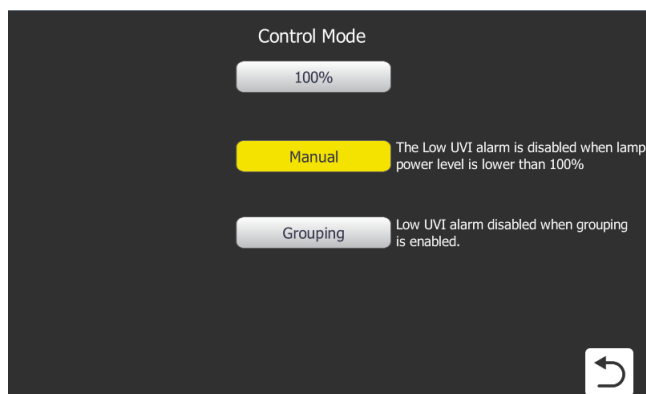 Control Mode
100%
Manual
The Low UVI alarm is disabled when lamp
power level is lower than 100%
Grouping
Low UVI alarm disabled when grouping
is enabled.